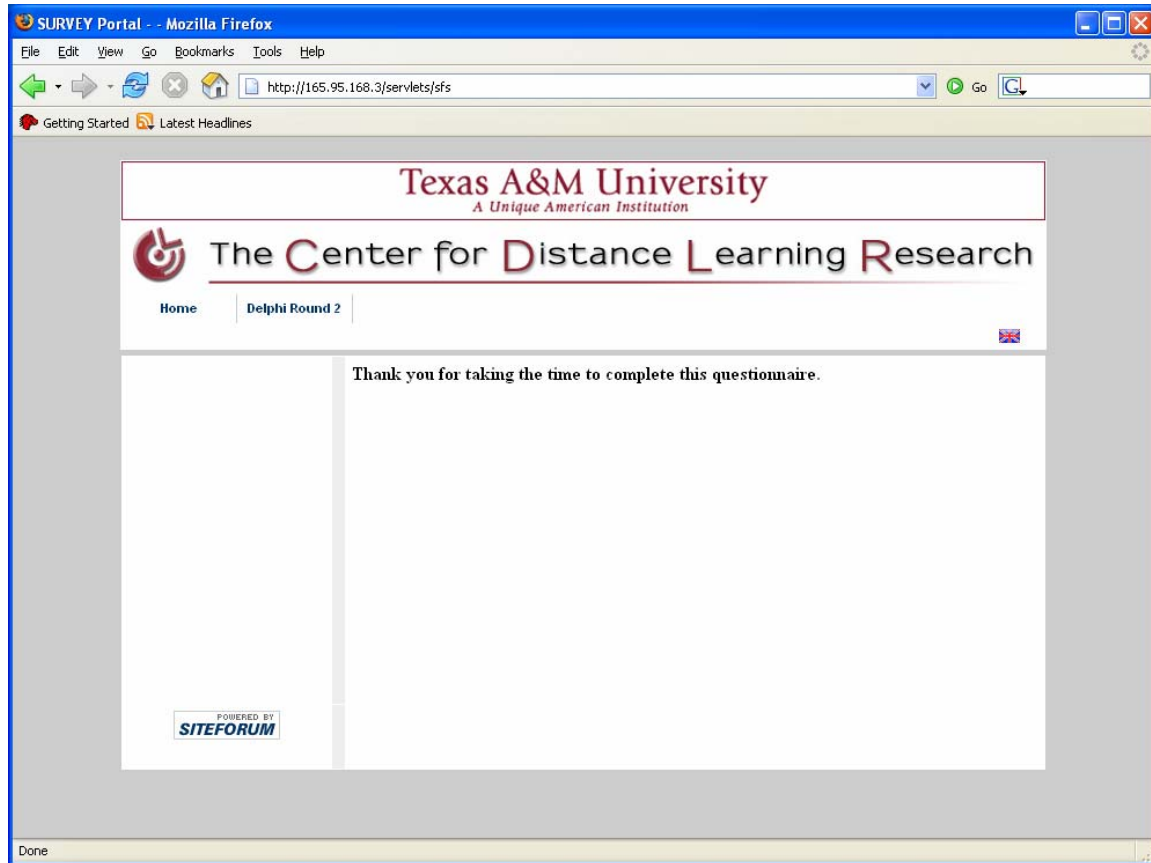 SURVEY Portal - - Mozilla Firefox
File Edit View Go Bookmarks Tools Help
http://165.95.168.3/servlets/sfs Go G
Getting Started Latest Headlines
Texas A&M University
A Unique American Institution
The Center for Distance Learning Research
Home Delphi Round 2
Thank you for taking the time to complete this questionnaire.
POWERED BY
SITEFORUM
Done